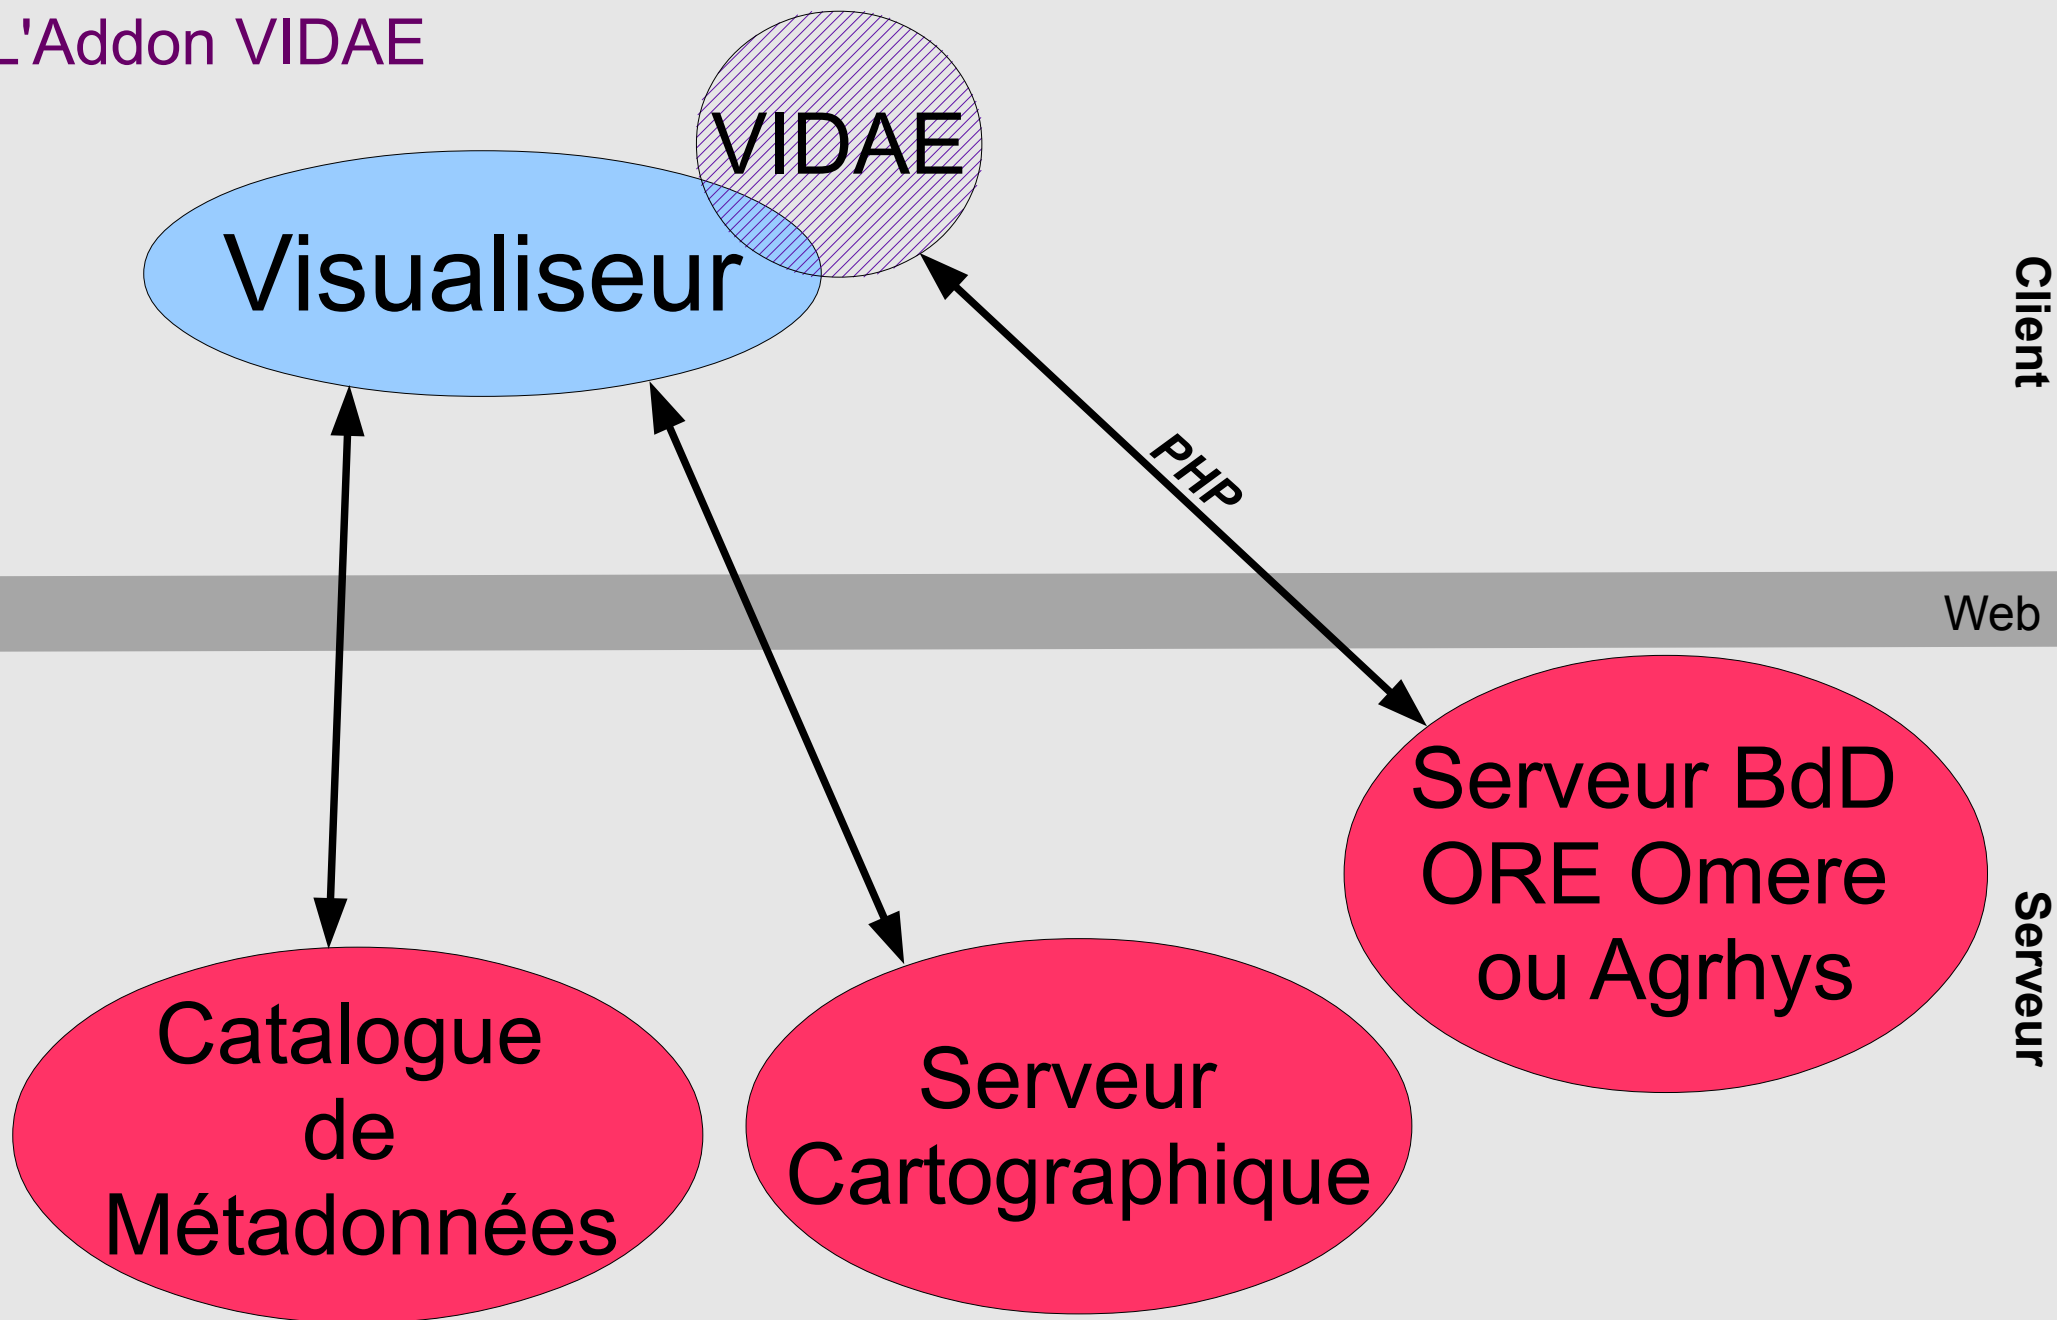 L'Addon VIDAE
VIDAE
Visualiseur
Client
PHP
Web
Serveur BdD
ORE Omere
ou Agrhys
Serveur
Catalogue
de
Métadonnées
Serveur
Cartographique